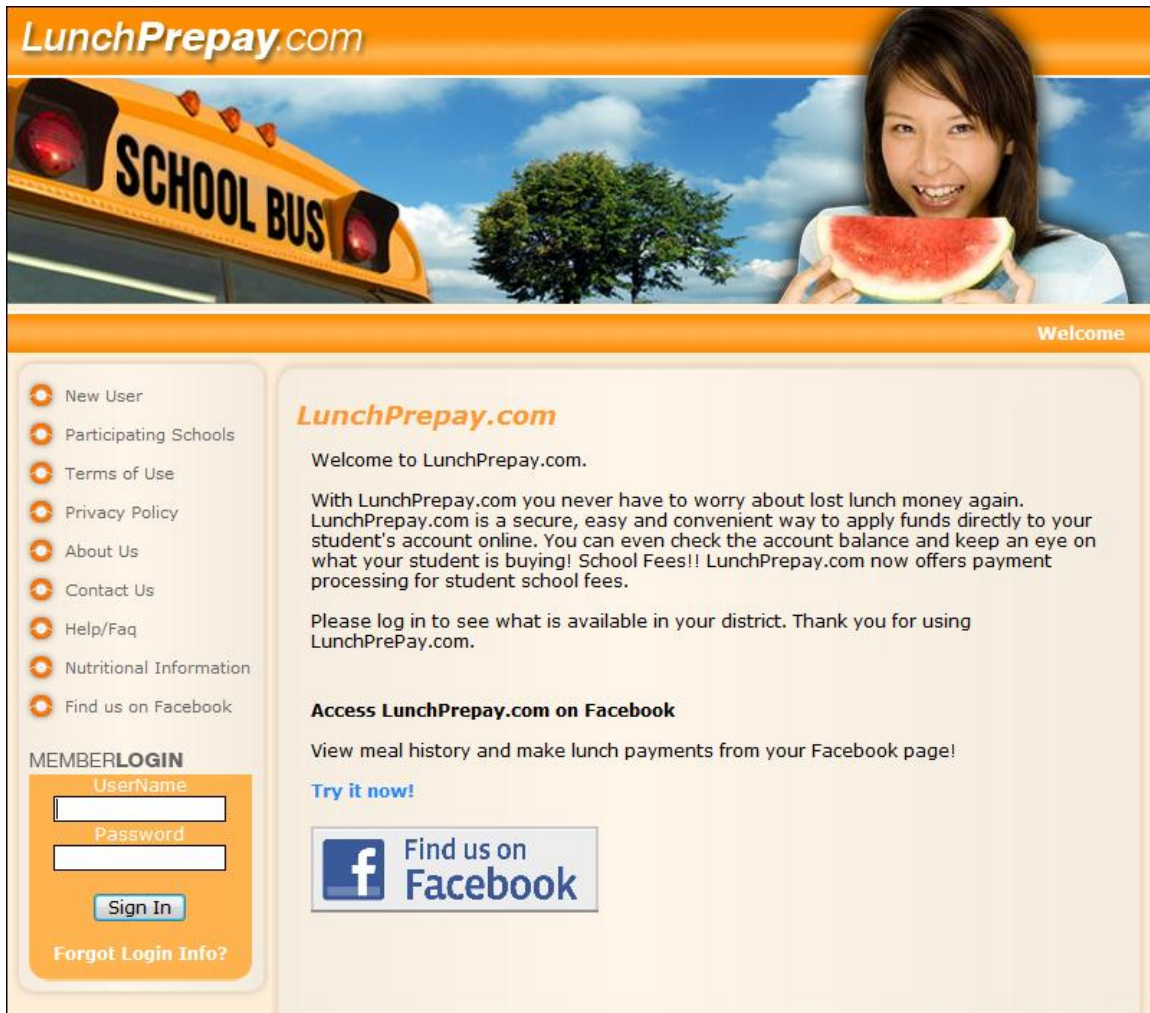 LunchPrepay.com
SCHOOL BUS
Welcome
New User
Participating Schools
Terms of Use
Privacy Policy
About Us
Contact Us
Help/Faq
Nutritional Information
Find us on Facebook
MEMBERLOGIN
UserName
Password
Sign In
Forgot Login Info?
LunchPrepay.com
Welcome to LunchPrepay.com.
With LunchPrepay.com you never have to worry about lost lunch money again.
LunchPrepay.com is a secure, easy and convenient way to apply funds directly to your
student's account online. You can even check the account balance and keep an eye on
what your student is buying! School Fees!! LunchPrepay.com now offers payment
processing for student school fees.
Please log in to see what is available in your district. Thank you for using
LunchPrePay.com.
Access LunchPrepay.com on Facebook
View meal history and make lunch payments from your Facebook page!
Try it now!
f
Find us on
Facebook